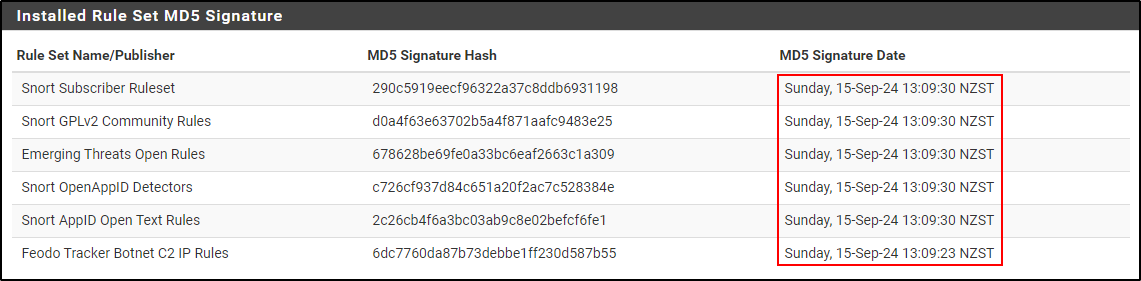 Installed Rule Set MD5 Signature
Rule Set Name/Publisher MD5 Signature Hash MD5 Signature Date
Snort Subscriber Ruleset 290c5919eecf96322a37c8ddb6931198 Sunday, 15-Sep-24 13:09:30 NZST
Snort GPLv2 Community Rules d0a4f63e63702b5a4f871aafc9483e25 Sunday, 15-Sep-24 13:09:30 NZST
Emerging Threats Open Rules 678628be69fe0a33bc6eaf2663c1a309 Sunday, 15-Sep-24 13:09:30 NZST
Snort OpenAppID Detectors c726cf937d84c651a20f2ac7c528384e Sunday, 15-Sep-24 13:09:30 NZST
Snort AppID Open Text Rules 2c26cb4f6a3bc03ab9c8e02befcf6fe1 Sunday, 15-Sep-24 13:09:30 NZST
Feodo Tracker Botnet C2 IP Rules 6dc7760da87b73debbe1ff230d587b55 Sunday, 15-Sep-24 13:09:23 NZST